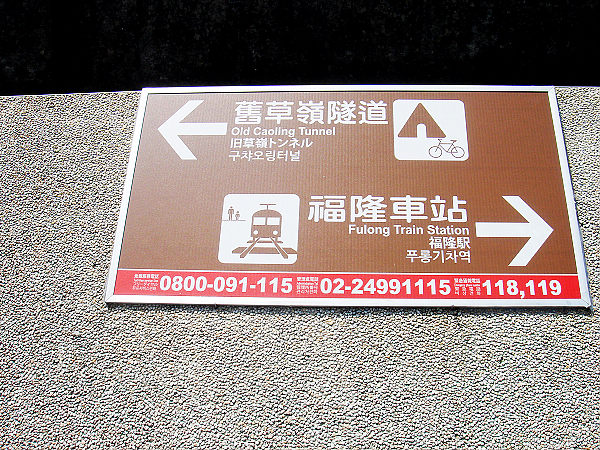 舊草嶺隧道
Old Caoling Tunnel
旧草嶺トンネル
구챠오링터널
福隆車站
Fulong Train Station
福隆駅
푸롱기차역
0800-091-115 02-24991115 118,119